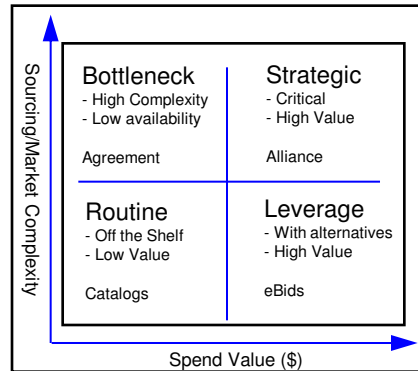 Sourcing/Market Complexity
Bottleneck
- High Complexity
- Low availability
Agreement
Strategic
- Critical
- High Value
Alliance
Routine
- Off the Shelf
- Low Value
Catalogs
Leverage
- With alternatives
- High Value
eBids
Spend Value ($)